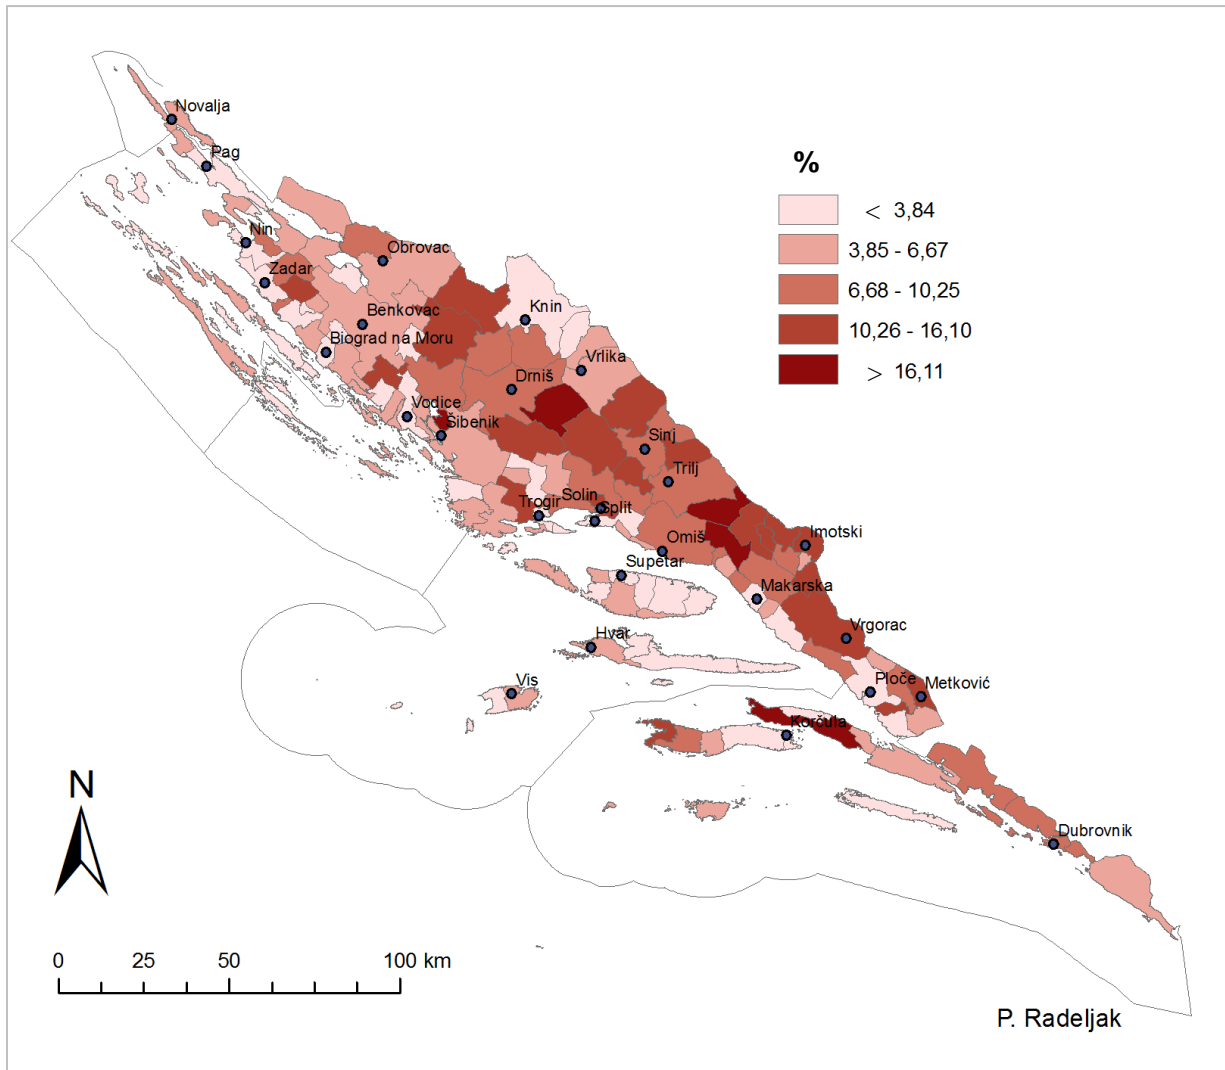 Novalja
Pag
%
< 3,84
Nin
3,85 - 6,67
Obrovac
Zadar
6,68 - 10,25
Knin
Benkovac
10,26 - 16,10
Biograd na Moru
Vrlika
> 16,11
Drniš
Vodice
Šibenik
Sinj
Trilj
Solin
Trogir
Split
Omiš
Imotski
Supetar
Makarska
Vrgorac
Hvar
Vis
Ploče
Metković
Korčula
N
Dubrovnik
0 25 50 100 km
P. Radeljak